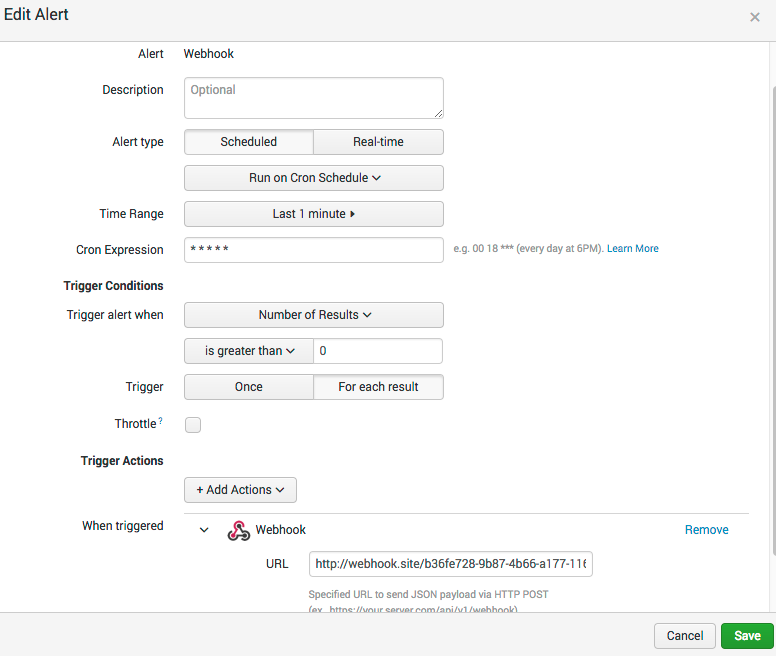 Edit Alert ×
Alert Webhook
Description Optional
Alert type Scheduled Real-time
Run on Cron Schedule
Time Range Last 1 minute
Cron Expression * * * * * e.g. 00 18 *** (every day at 6PM). Learn More
Trigger Conditions
Trigger alert when Number of Results
is greater than 0
Trigger Once For each result
Throttle ?
Trigger Actions
+ Add Actions
When triggered Webhook Remove
URL http://webhook.site/b36fe728-9b87-4b66-a177-116
Specified URL to send JSON payload via HTTP POST
(ex., https://your.server.com/api/v1/webhook)
Cancel Save